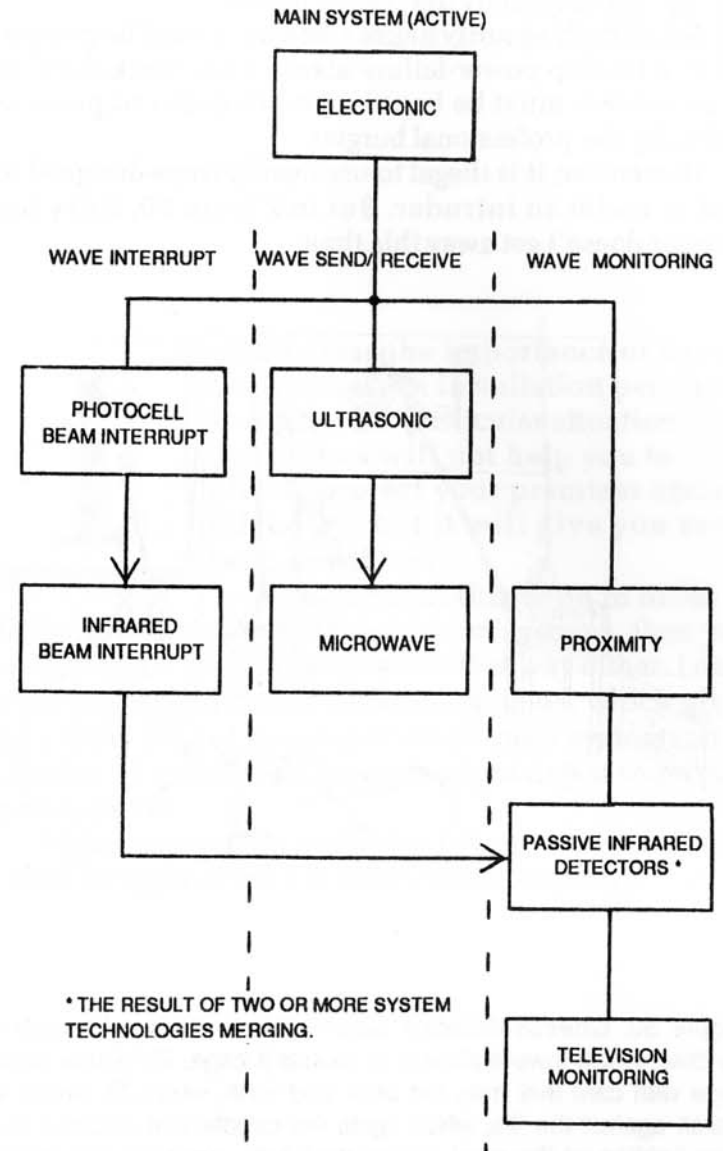 MAIN SYSTEM (ACTIVE)
ELECTRONIC
WAVE INTERRUPT
WAVE SEND/ RECEIVE
WAVE MONITORING
PHOTOCELL
BEAM INTERRUPT
ULTRASONIC
INFRARED
BEAM INTERRUPT
MICROWAVE
PROXIMITY
PASSIVE INFRARED
DETECTORS *
* THE RESULT OF TWO OR MORE SYSTEM
TECHNOLOGIES MERGING.
TELEVISION
MONITORING